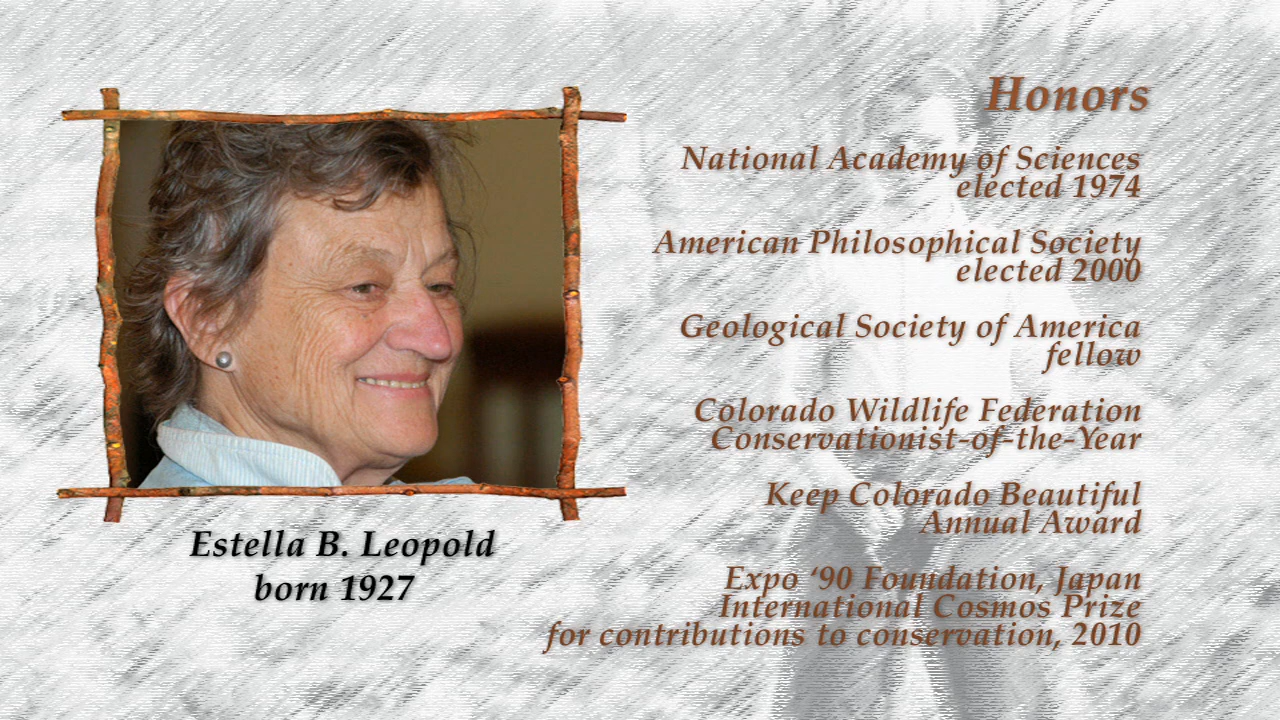 Estella B. Leopold
born 1927
Honors
National Academy of Sciences
elected 1974
American Philosophical Society
elected 2000
Geological Society of America
fellow
Colorado Wildlife Federation
Conservationist-of-the-Year
Keep Colorado Beautiful
Annual Award
Expo ‘90 Foundation, Japan
International Cosmos Prize
for contributions to conservation, 2010